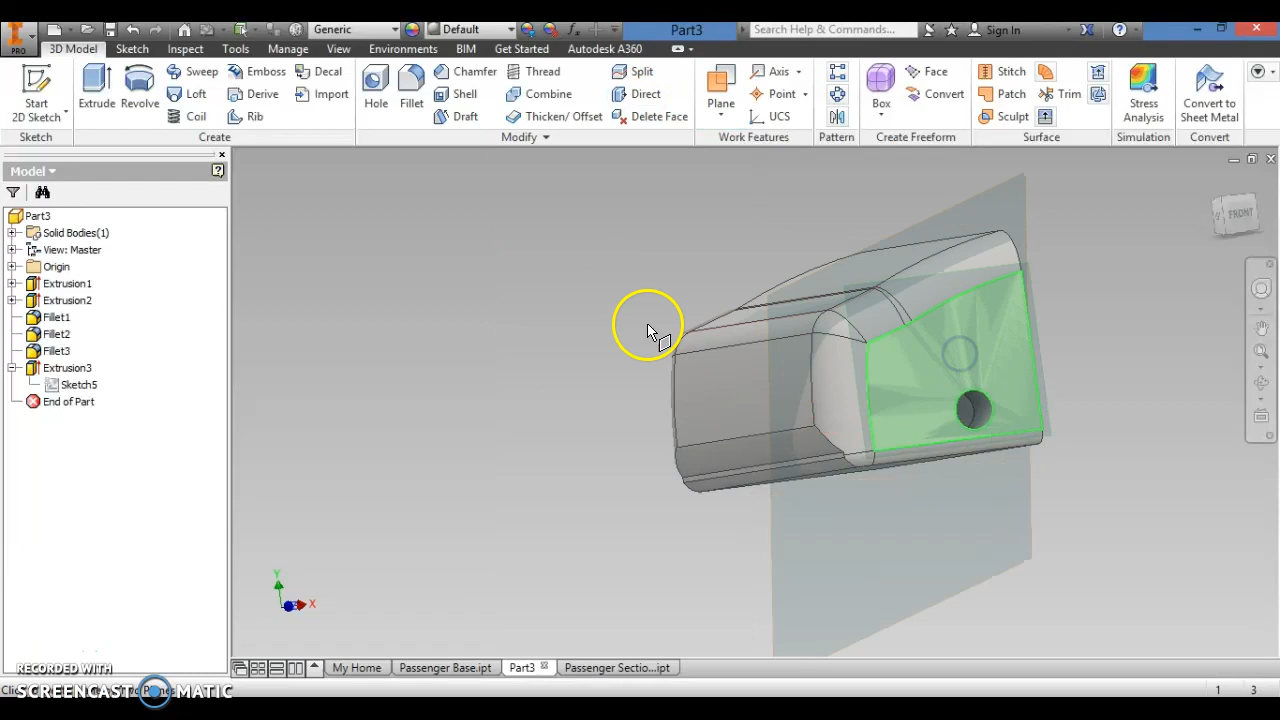 Generic
Default
fx
Part3
Search Help & Commands...
Sign In
PRO
3D Model
Sketch
Inspect
Tools
Manage
View
Environments
BIM
Get Started
Autodesk A360
Start
2D Sketch
Extrude
Revolve
Sweep
Loft
Coil
Emboss
Derive
Rib
Decal
Import
Hole
Fillet
Chamfer
Shell
Draft
Thread
Combine
Thicken/ Offset
Split
Direct
Delete Face
Plane
Axis
Point
UCS
Box
Face
Convert
Stitch
Patch
Sculpt
Trim
Stress
Analysis
Convert to
Sheet Metal
Sketch
Create
Modify
Work Features
Pattern
Create Freeform
Surface
Simulation
Convert
Model
Part3
Solid Bodies(1)
View: Master
Origin
Extrusion1
Extrusion2
Fillet1
Fillet2
Fillet3
Extrusion3
Sketch5
End of Part
FRONT
Y
X
My Home
Passenger Base.ipt
Part3
Passenger Sectio...ipt
RECORDED WITH
SCREENCAST-O-MATIC
1
3